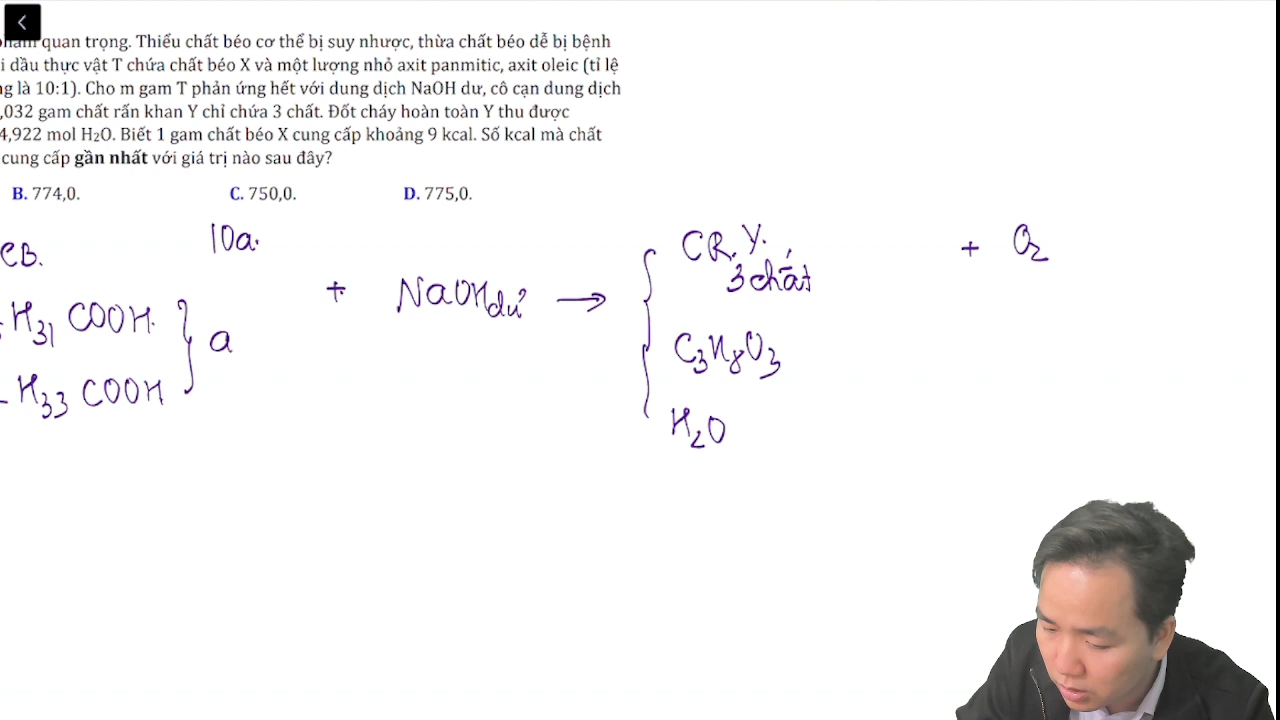 quan trọng. Thiểu chất béo cơ thể bị suy nhược, thừa chất béo dễ bị bệnh
i dầu thực vật T chứa chất béo X và một lượng nhỏ axit panmitic, axit oleic (tỉ lệ
ng là 10:1). Cho m gam T phản ứng hết với dung dịch NaOH dư, cô cạn dung dịch
,032 gam chất rắn khan Y chỉ chứa 3 chất. Đốt cháy hoàn toàn Y thu được
4,922 mol H₂O. Biết 1 gam chất béo X cung cấp khoảng 9 kcal. Số kcal mà chất
cung cấp gần nhất với giá trị nào sau đây?
B. 774,0. C. 750,0. D. 775,0.
CB. 10a. CR. Y. + O₂
3 chất
H₃₁ COOH + NaOH dư → C₃H₈O₃
a
H₃₃ COOH H₂O